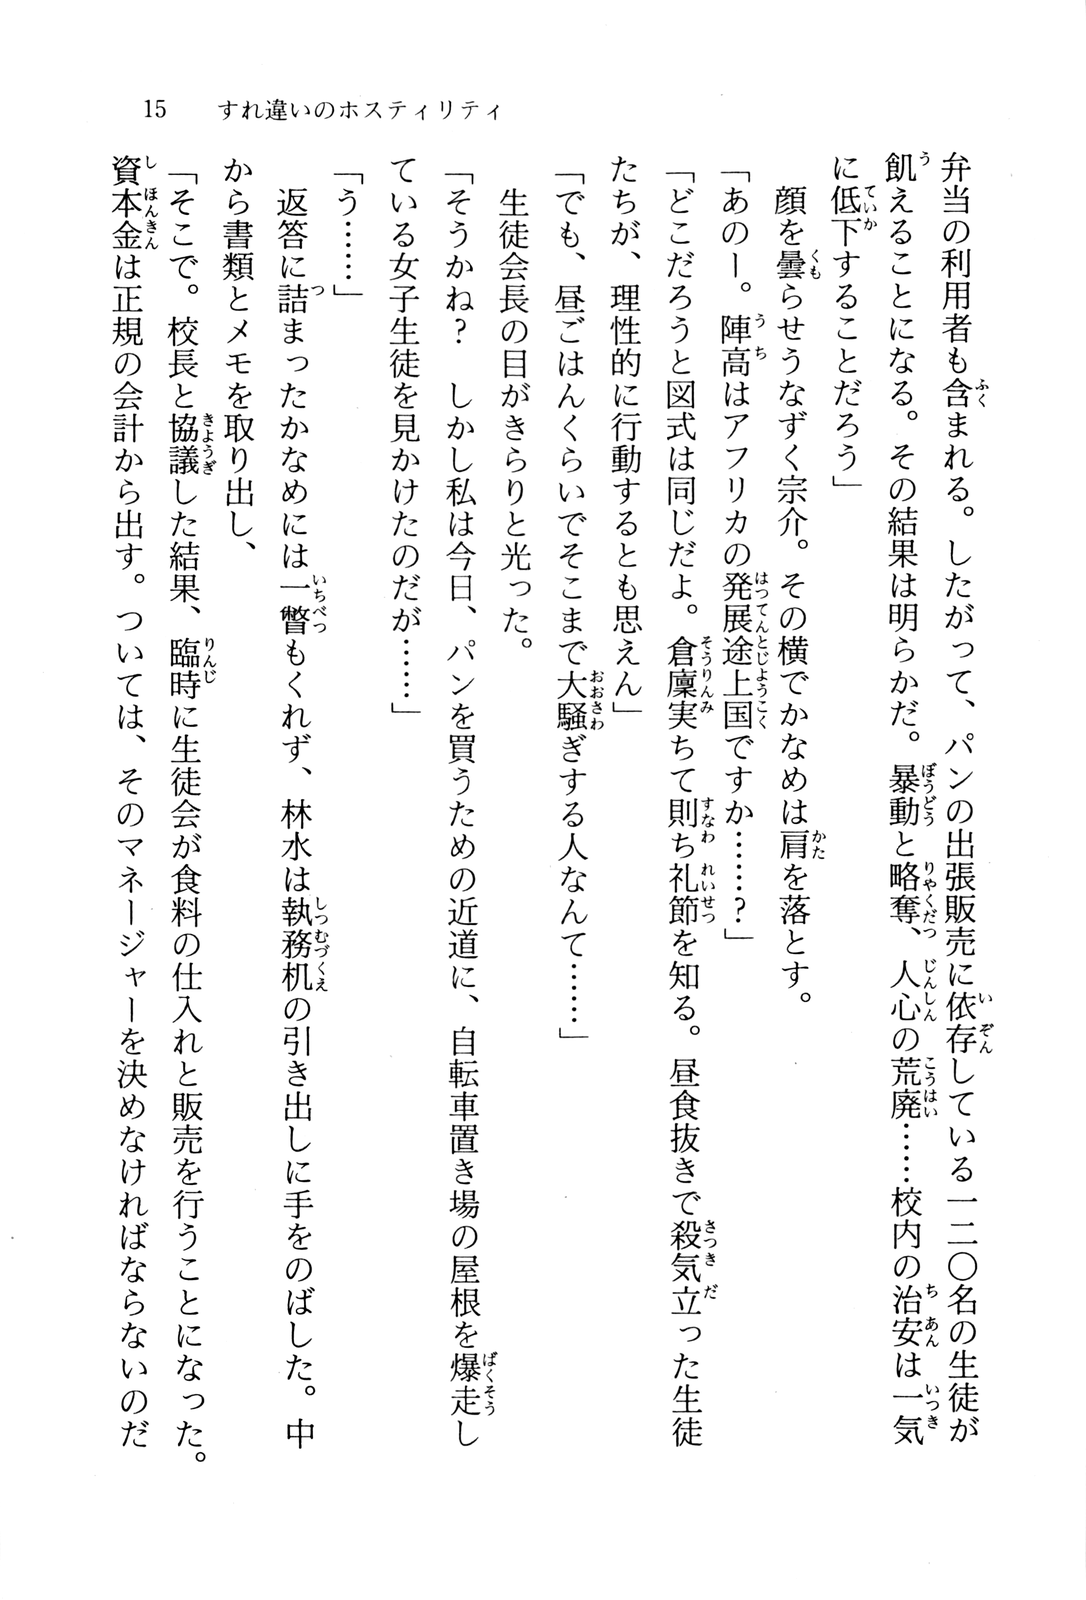 15　すれ違いのホスティリティ
弁当の利用者も含まれる。したがって、パンの出張販売に依存している一二〇名の生徒が
飢えることになる。その結果は明らかだ。暴動と略奪、人心の荒廃……校内の治安は一気
に低下することだろう」
　顔を曇らせうなずく宗介。その横でかなめは肩を落とす。
「あのー。陣高はアフリカの発展途上国ですか……？」
「どこだろうと図式は同じだよ。倉廩実ちて則ち礼節を知る。昼食抜きで殺気立った生徒
たちが、理性的に行動するとも思えん」
「でも、昼ごはんくらいでそこまで大騒ぎする人なんて……」
　生徒会長の目がきらりと光った。
「そうかね？　しかし私は今日、パンを買うための近道に、自転車置き場の屋根を爆走し
ている女子生徒を見かけたのだが……」
「う……」
　返答に詰まったかなめには一瞥もくれず、林水は執務机の引き出しに手をのばした。中
から書類とメモを取り出し、
「そこで。校長と協議した結果、臨時に生徒会が食料の仕入れと販売を行うことになった。
資本金は正規の会計から出す。ついては、そのマネージャーを決めなければならないのだ